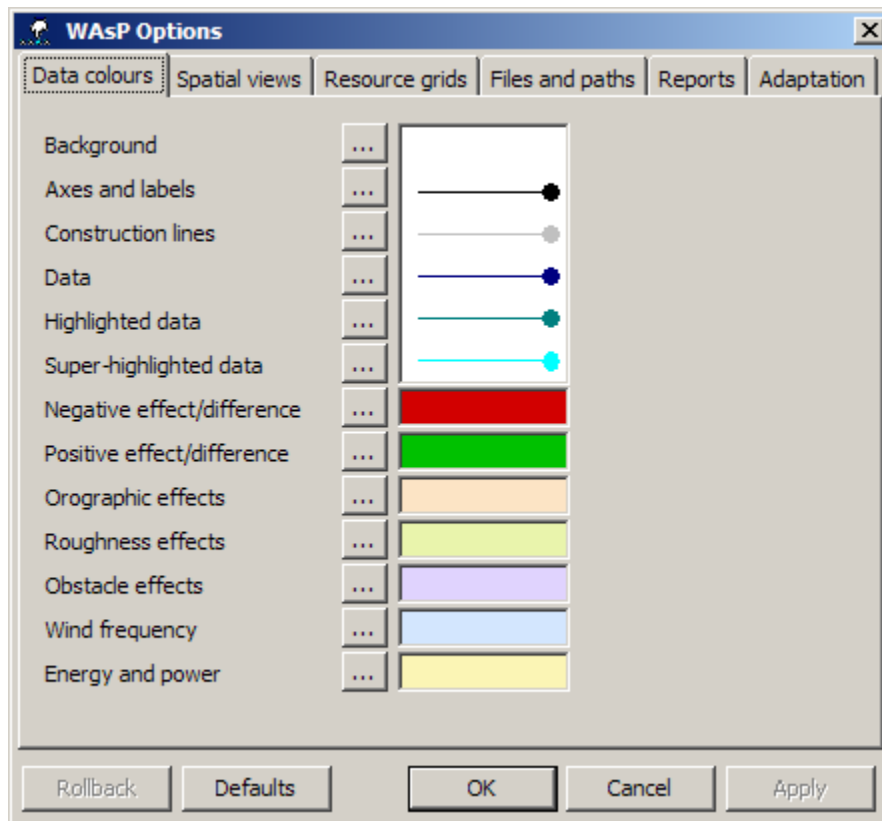 WAsP Options
Data colours Spatial views Resource grids Files and paths Reports Adaptation
Background ...
Axes and labels ...
Construction lines ...
Data ...
Highlighted data ...
Super-highlighted data ...
Negative effect/difference ...
Positive effect/difference ...
Orographic effects ...
Roughness effects ...
Obstacle effects ...
Wind frequency ...
Energy and power ...
Rollback Defaults OK Cancel Apply